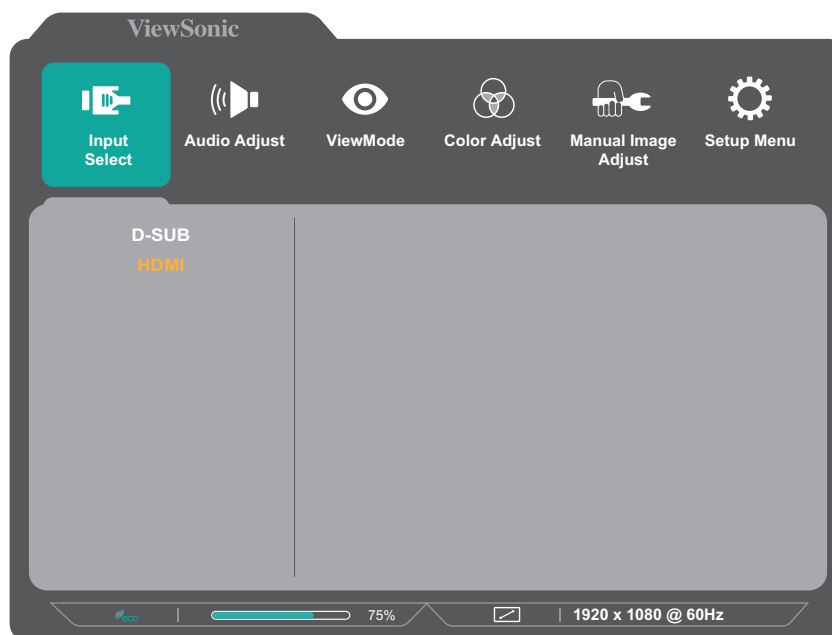 ViewSonic
Input
Select
Audio Adjust
ViewMode
Color Adjust
Manual Image
Adjust
Setup Menu
D-SUB
HDMI
eco
75%
1920 x 1080 @ 60Hz